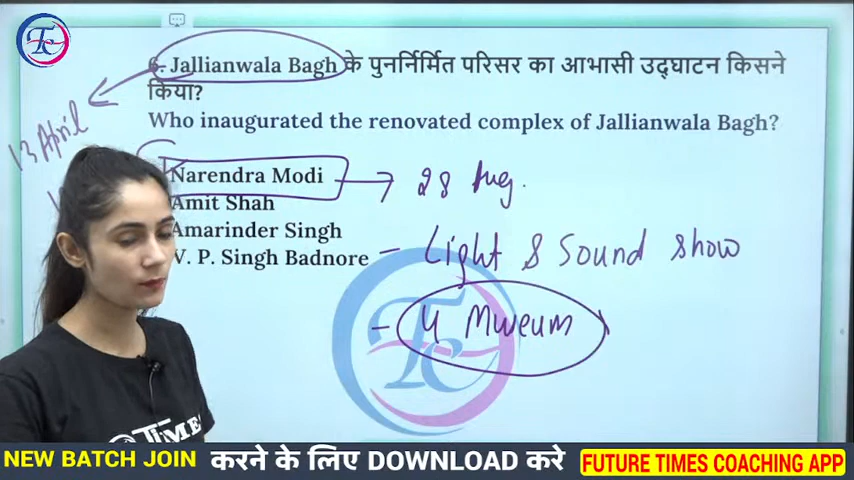 6. Jallianwala Bagh के पुनर्निर्मित परिसर का आभासी उद्घाटन किसने
किया?
Who inaugurated the renovated complex of Jallianwala Bagh?
13 April
Narendra Modi → 28 Aug.
Amit Shah
Amarinder Singh
V. P. Singh Badnore - Light & Sound show
- 4 Museum
TIMES
NEW BATCH JOIN करने के लिए DOWNLOAD करे FUTURE TIMES COACHING APP